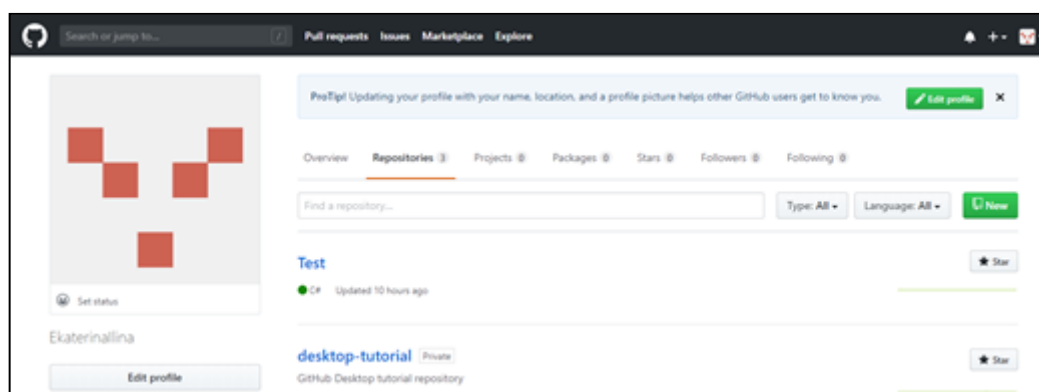 Search or jump to... /
Pull requests Issues Marketplace Explore
ProTip! Updating your profile with your name, location, and a profile picture helps other GitHub users get to know you.
Edit profile
Overview Repositories 3 Projects 0 Packages 0 Stars 0 Followers 0 Following 0
Find a repository...
Type: All
Language: All
New
Test
Star
C# Updated 10 hours ago
Set status
Ekaterinallina
Edit profile
desktop-tutorial Private
Star
GitHub Desktop tutorial repository